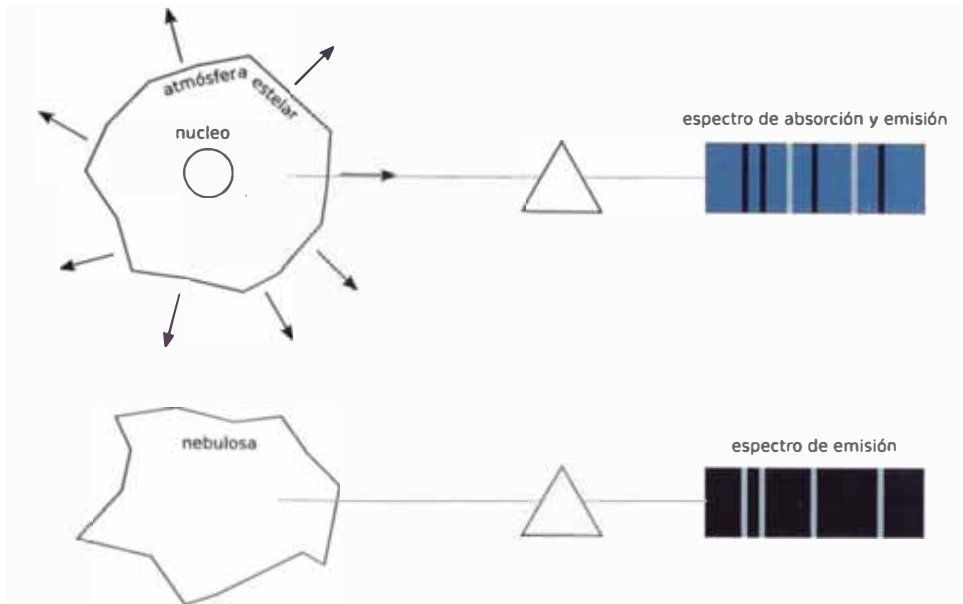 atmósfera estelar
nucleo
espectro de absorción y emisión
nebulosa
espectro de emisión